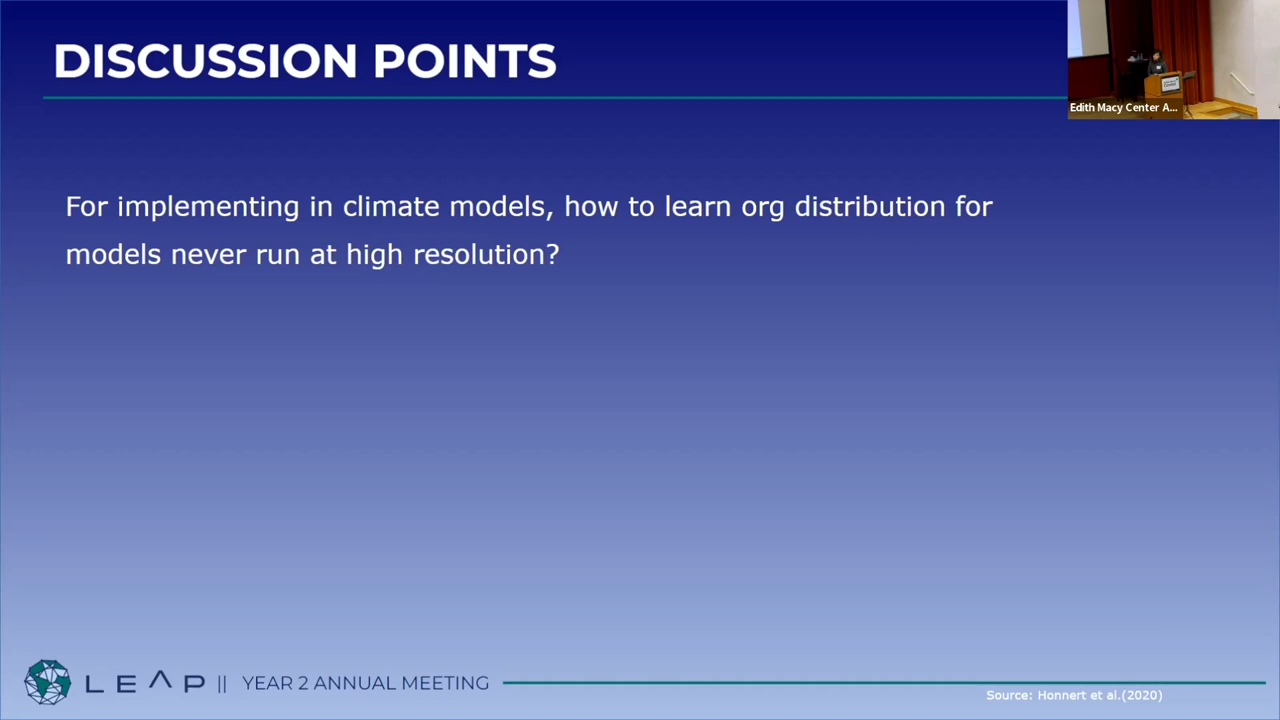 DISCUSSION POINTS
Edith Macy Center A...
For implementing in climate models, how to learn org distribution for
models never run at high resolution?
LEAP || YEAR 2 ANNUAL MEETING
Source: Honnert et al.(2020)